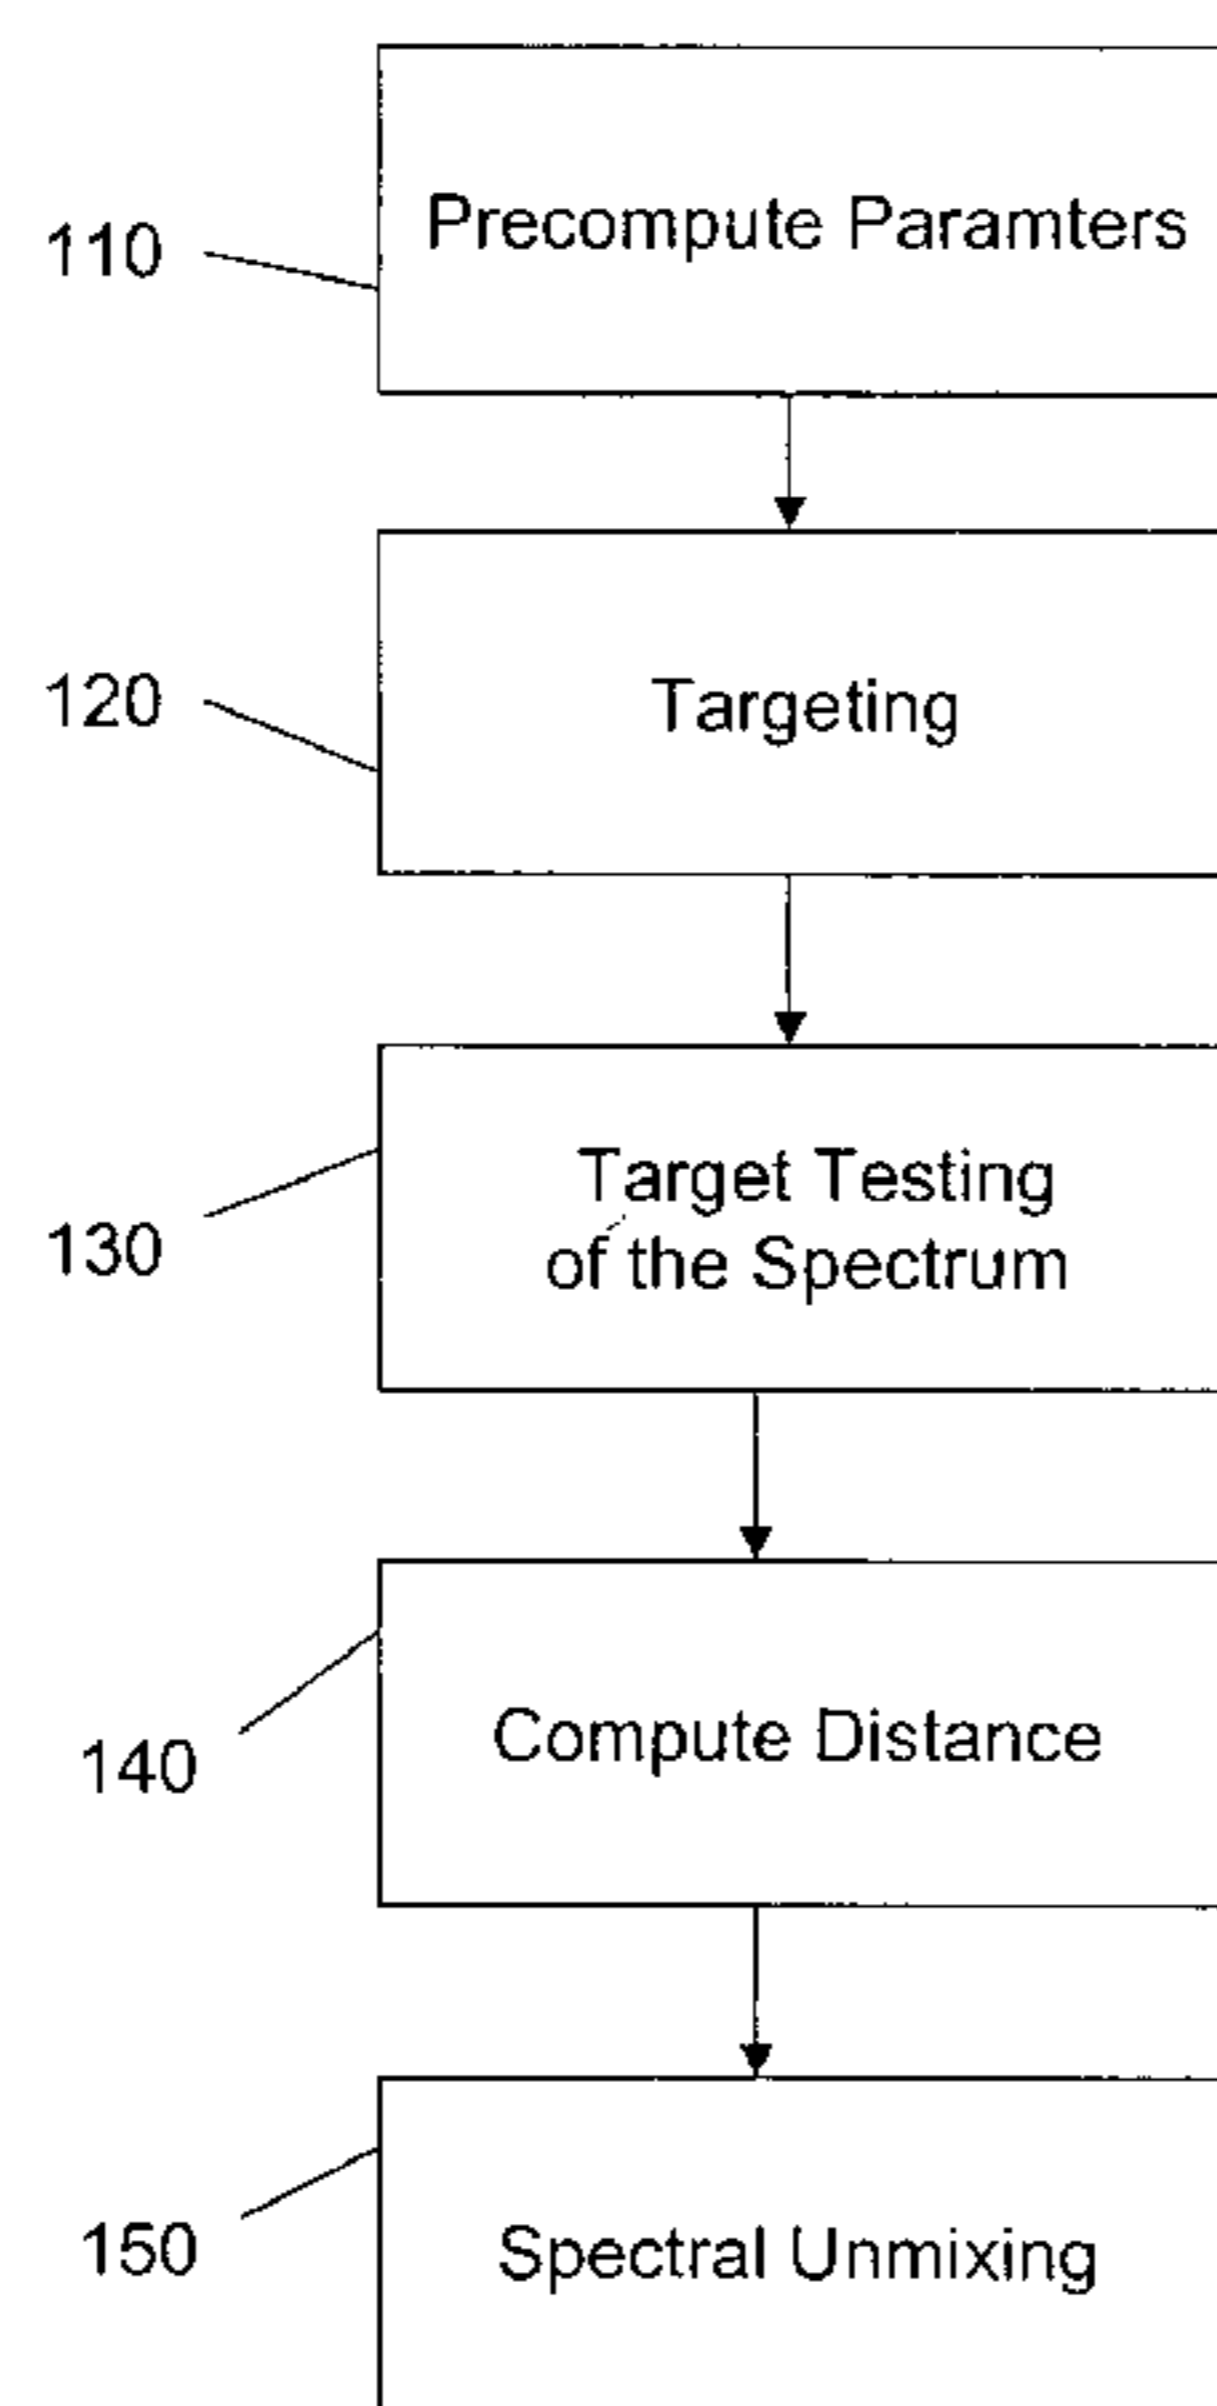 110
Precompute Paramters
120
Targeting
130
Target Testing
of the Spectrum
140
Compute Distance
150
Spectral Unmixing